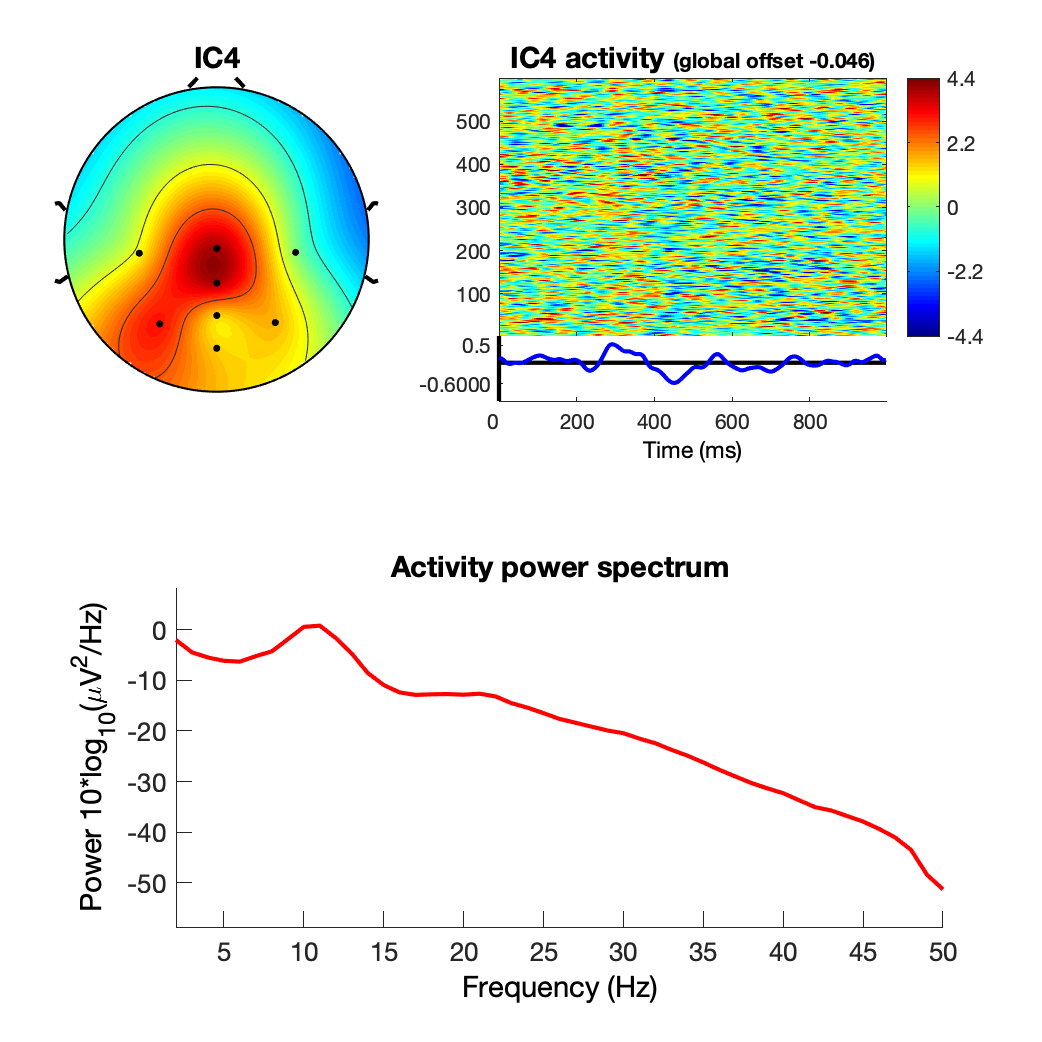 IC4
IC4 activity (global offset -0.046)
500
400
300
200
100
4.4
2.2
0
-2.2
-4.4
0.5
-0.6000
0 200 400 600 800
Time (ms)
Activity power spectrum
Power 10*log10(μV2/Hz)
0
-10
-20
-30
-40
-50
5 10 15 20 25 30 35 40 45 50
Frequency (Hz)